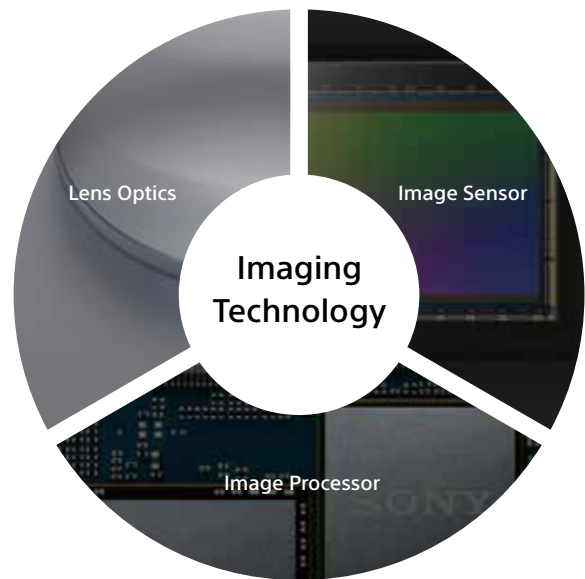 Lens Optics
Image Sensor
Imaging
Technology
Image Processor
SONY